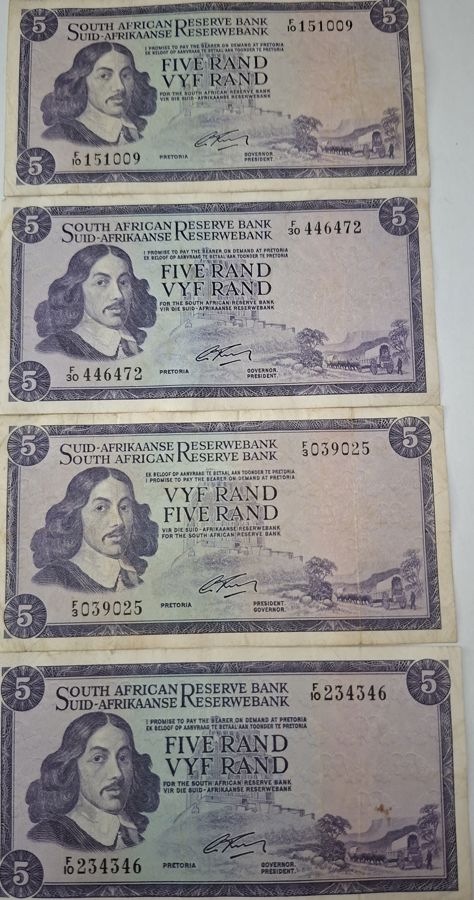 5
SOUTH AFRICAN RESERVE BANK F/10 151009
SUID-AFRIKAANSE RESERWEBANK
I PROMISE TO PAY THE BEARER ON DEMAND AT PRETORIA
EK BELOOF OP AANVRAAG TE BETAAL AAN TOONDER TE PRETORIA
FIVE RAND
VYF RAND
FOR THE SOUTH AFRICAN RESERVE BANK
VIR DIE SUID-AFRIKAANSE RESERWEBANK
F/10 151009
PRETORIA GOVERNOR
PRESIDENT.
5
5 5
SOUTH AFRICAN RESERVE BANK F/30 446472
SUID-AFRIKAANSE RESERWEBANK
I PROMISE TO PAY THE BEARER ON DEMAND AT PRETORIA
EK BELOOF OP AANVRAAG TE BETAAL AAN TOONDER TE PRETORIA
FIVE RAND
VYF RAND
FOR THE SOUTH AFRICAN RESERVE BANK
VIR DIE SUID-AFRIKAANSE RESERWEBANK
F/30 446472 PRETORIA GOVERNOR.
PRESIDENT.
5
5
SUID-AFRIKAANSE RESERWEBANK F/3 039025
SOUTH AFRICAN RESERVE BANK
EK BELOOF OP AANVRAAG TE BETAAL AAN TOONDER TE PRETORIA
I PROMISE TO PAY THE BEARER ON DEMAND AT PRETORIA
VYF RAND
FIVE RAND
VIR DIE SUID-AFRIKAANSE RESERWEBANK
FOR THE SOUTH AFRICAN RESERVE BANK
F/3 039025 PRETORIA PRESIDENT
GOVERNOR.
5
5
SOUTH AFRICAN RESERVE BANK F/10 234346
SUID-AFRIKAANSE RESERWEBANK
I PROMISE TO PAY THE BEARER ON DEMAND AT PRETORIA
EK BELOOF OP AANVRAAG TE BETAAL AAN TOONDER TE PRETORIA
FIVE RAND
VYF RAND
FOR THE SOUTH AFRICAN RESERVE BANK
VIR DIE SUID-AFRIKAANSE RESERWEBANK
F/10 234346 PRETORIA GOVERNOR.
PRESIDENT.
5